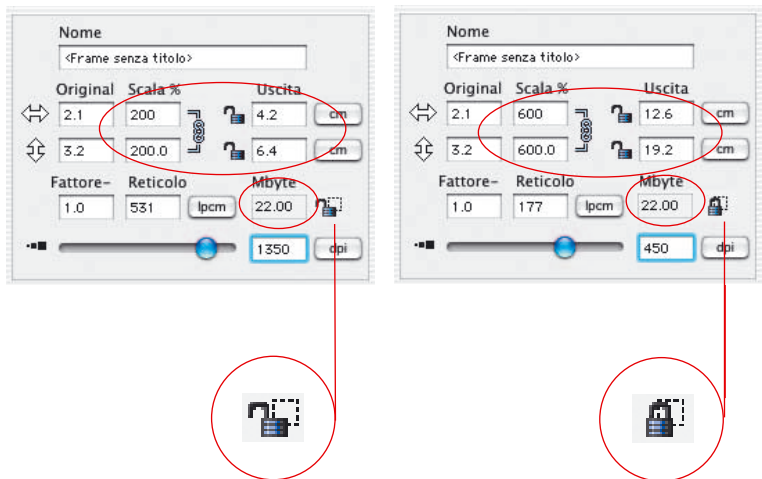 Nome
<Frame senza titolo>
Original Scala % Uscita
2.1 200 4.2 cm
3.2 200.0 6.4 cm
Fattore- Reticolo Mbyte
1.0 531 lpcm 22.00
1350 dpi
Nome
<Frame senza titolo>
Original Scala % Uscita
2.1 600 12.6 cm
3.2 600.0 19.2 cm
Fattore- Reticolo Mbyte
1.0 177 lpcm 22.00
450 dpi